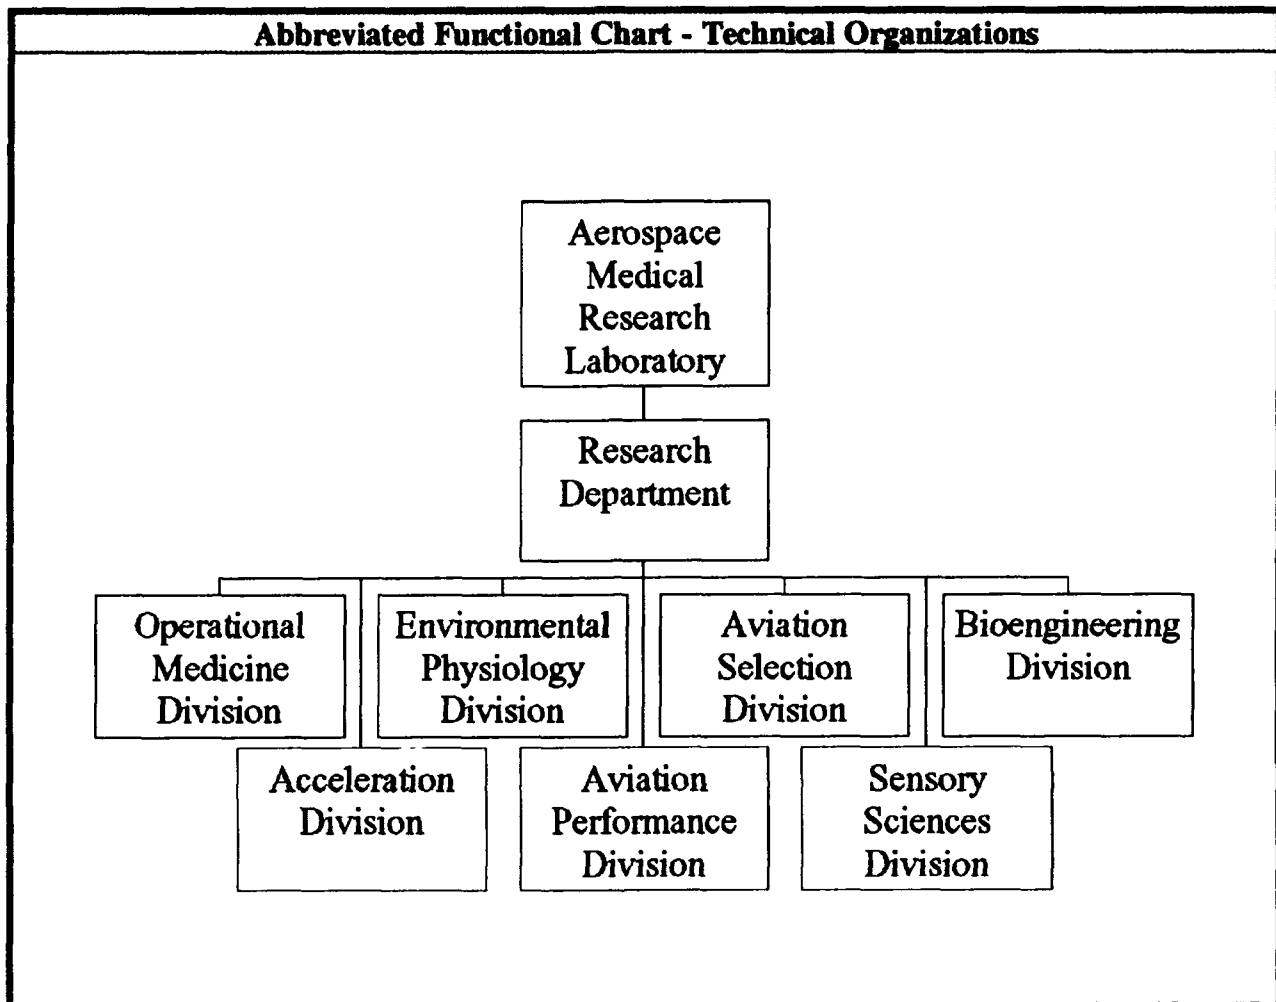 Abbreviated Functional Chart - Technical Organizations
Aerospace
Medical
Research
Laboratory
Research
Department
Operational
Medicine
Division
Environmental
Physiology
Division
Aviation
Selection
Division
Bioengineering
Division
Acceleration
Division
Aviation
Performance
Division
Sensory
Sciences
Division